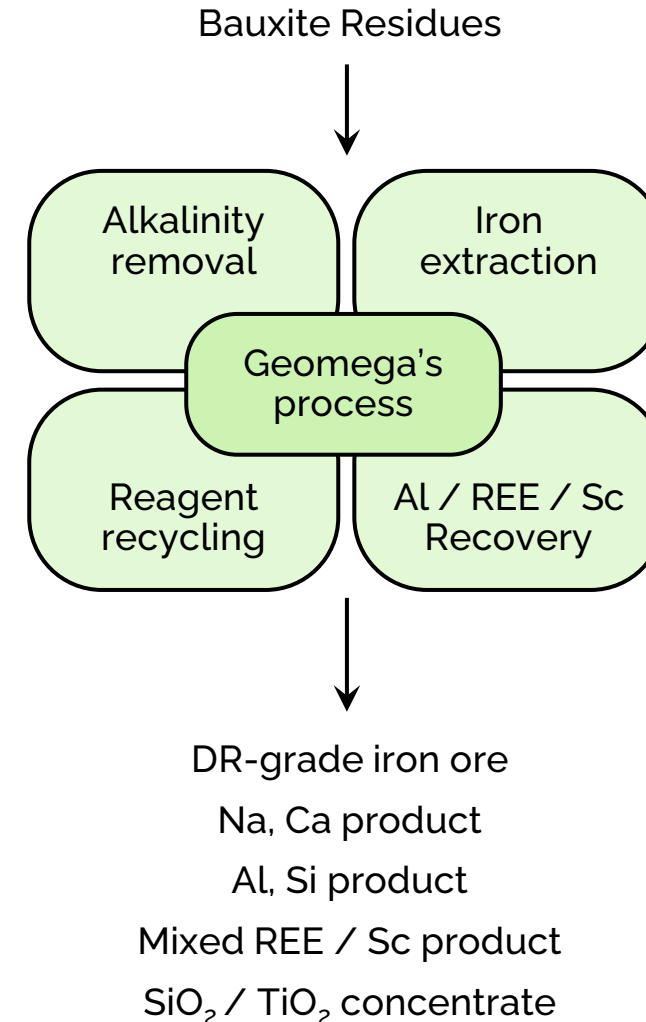 Bauxite Residues
Alkalinity
removal
Iron
extraction
Geomega's
process
Reagent
recycling
Al / REE / Sc
Recovery
DR-grade iron ore
Na, Ca product
Al, Si product
Mixed REE / Sc product
SiO₂ / TiO₂ concentrate